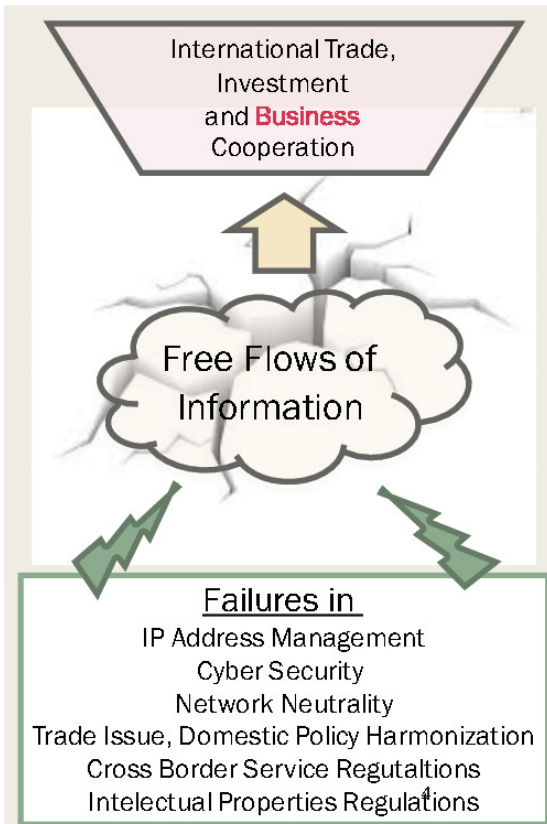 International Trade,
Investment
and Business
Cooperation
Free Flows of
Information
Failures in
IP Address Management
Cyber Security
Network Neutrality
Trade Issue, Domestic Policy Harmonization
Cross Border Service Regutaltions
Intelectual Properties Regulations
4